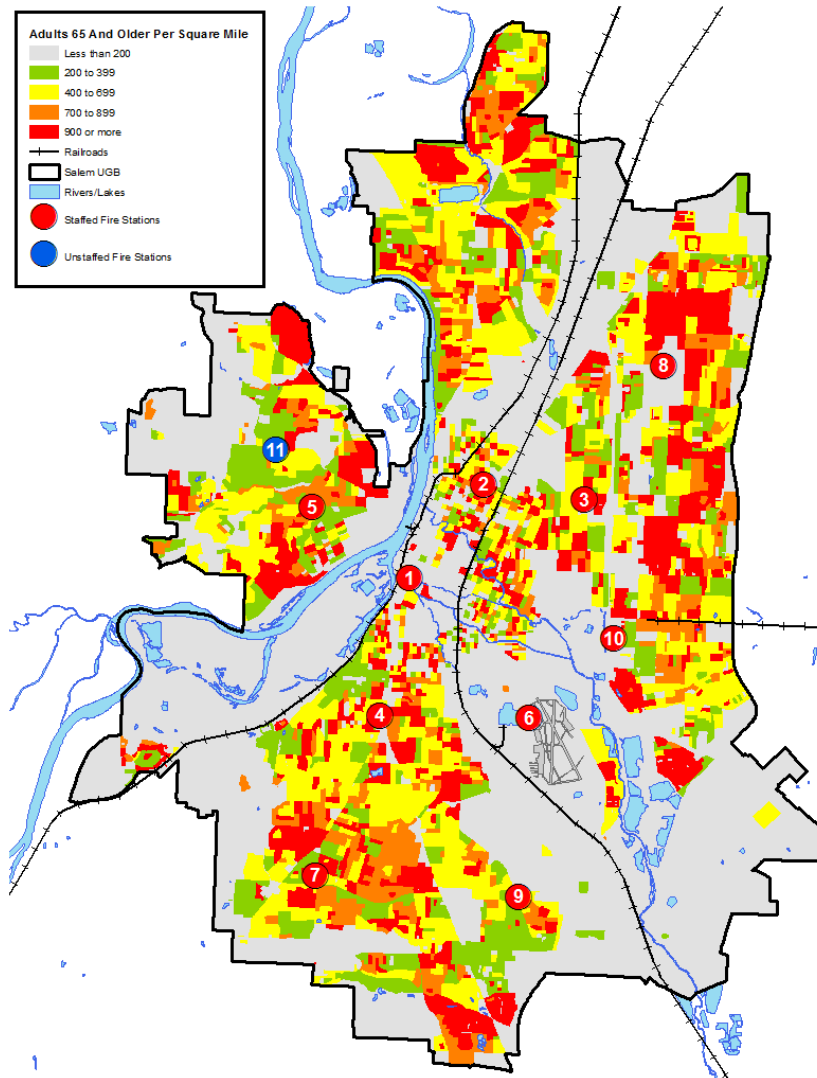 Adults 65 And Older Per Square Mile
Less than 200
200 to 399
400 to 699
700 to 899
900 or more
Railroads
Salem UGB
Rivers/Lakes
Staffed Fire Stations
Unstaffed Fire Stations
8
11
2
3
5
1
10
4
6
7
9